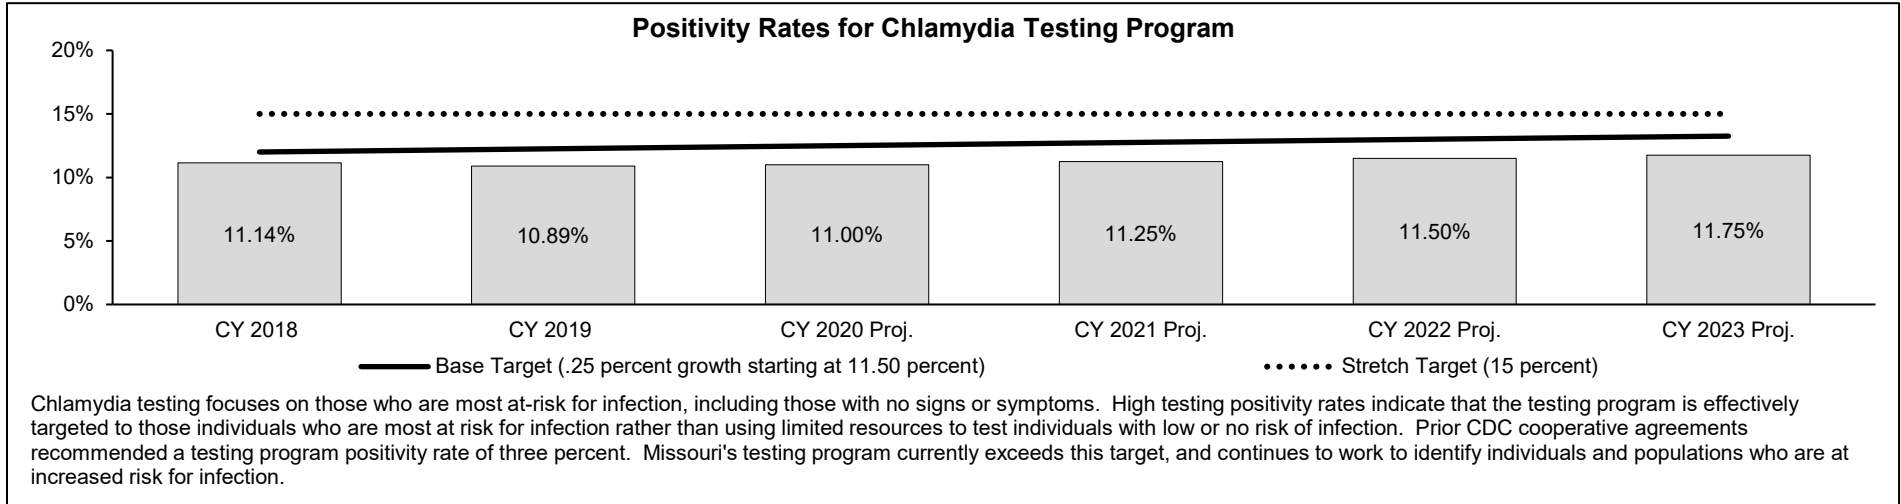 Positivity Rates for Chlamydia Testing Program
20%
15%
10%
5%
0%
11.14%
10.89%
11.00%
11.25%
11.50%
11.75%
CY 2018
CY 2019
CY 2020 Proj.
CY 2021 Proj.
CY 2022 Proj.
CY 2023 Proj.
Base Target (.25 percent growth starting at 11.50 percent)
Stretch Target (15 percent)
Chlamydia testing focuses on those who are most at-risk for infection, including those with no signs or symptoms.  High testing positivity rates indicate that the testing program is effectively
targeted to those individuals who are most at risk for infection rather than using limited resources to test individuals with low or no risk of infection.  Prior CDC cooperative agreements
recommended a testing program positivity rate of three percent.  Missouri's testing program currently exceeds this target, and continues to work to identify individuals and populations who are at
increased risk for infection.